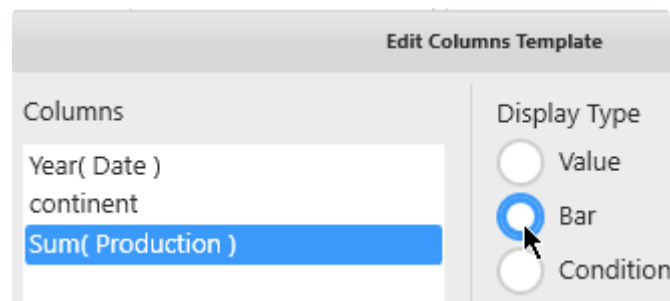 Edit Columns Template
Columns
Year( Date )
continent
Sum( Production )
Display Type
Value
Bar
Condition